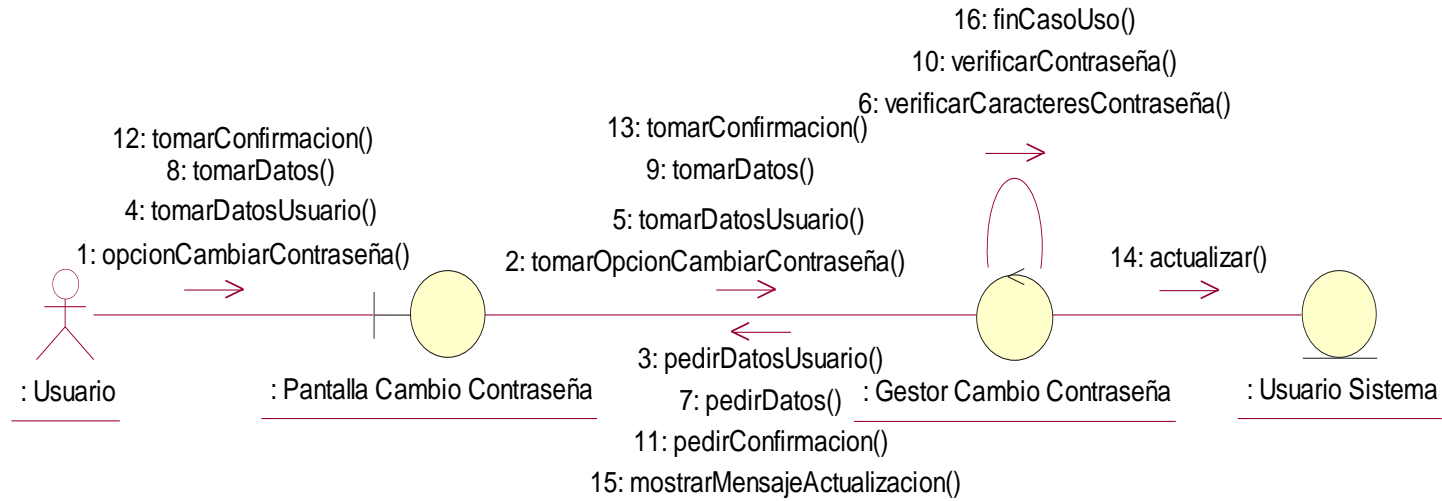 16: finCasoUso()
10: verificarContraseña()
6: verificarCaracteresContraseña()
12: tomarConfirmacion()
8: tomarDatos()
4: tomarDatosUsuario()
1: opcionCambiarContraseña()
13: tomarConfirmacion()
9: tomarDatos()
5: tomarDatosUsuario()
2: tomarOpcionCambiarContraseña()
14: actualizar()
3: pedirDatosUsuario()
7: pedirDatos()
11: pedirConfirmacion()
15: mostrarMensajeActualizacion()
: Usuario
: Pantalla Cambio Contraseña
: Gestor Cambio Contraseña
: Usuario Sistema